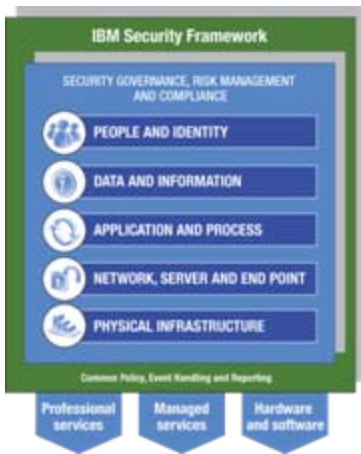 IBM Security Framework
SECURITY GOVERNANCE, RISK MANAGEMENT
AND COMPLIANCE
PEOPLE AND IDENTITY
DATA AND INFORMATION
APPLICATION AND PROCESS
NETWORK, SERVER AND END POINT
PHYSICAL INFRASTRUCTURE
Common Policy, Event Handling and Reporting
Professional
services
Managed
services
Hardware
and software